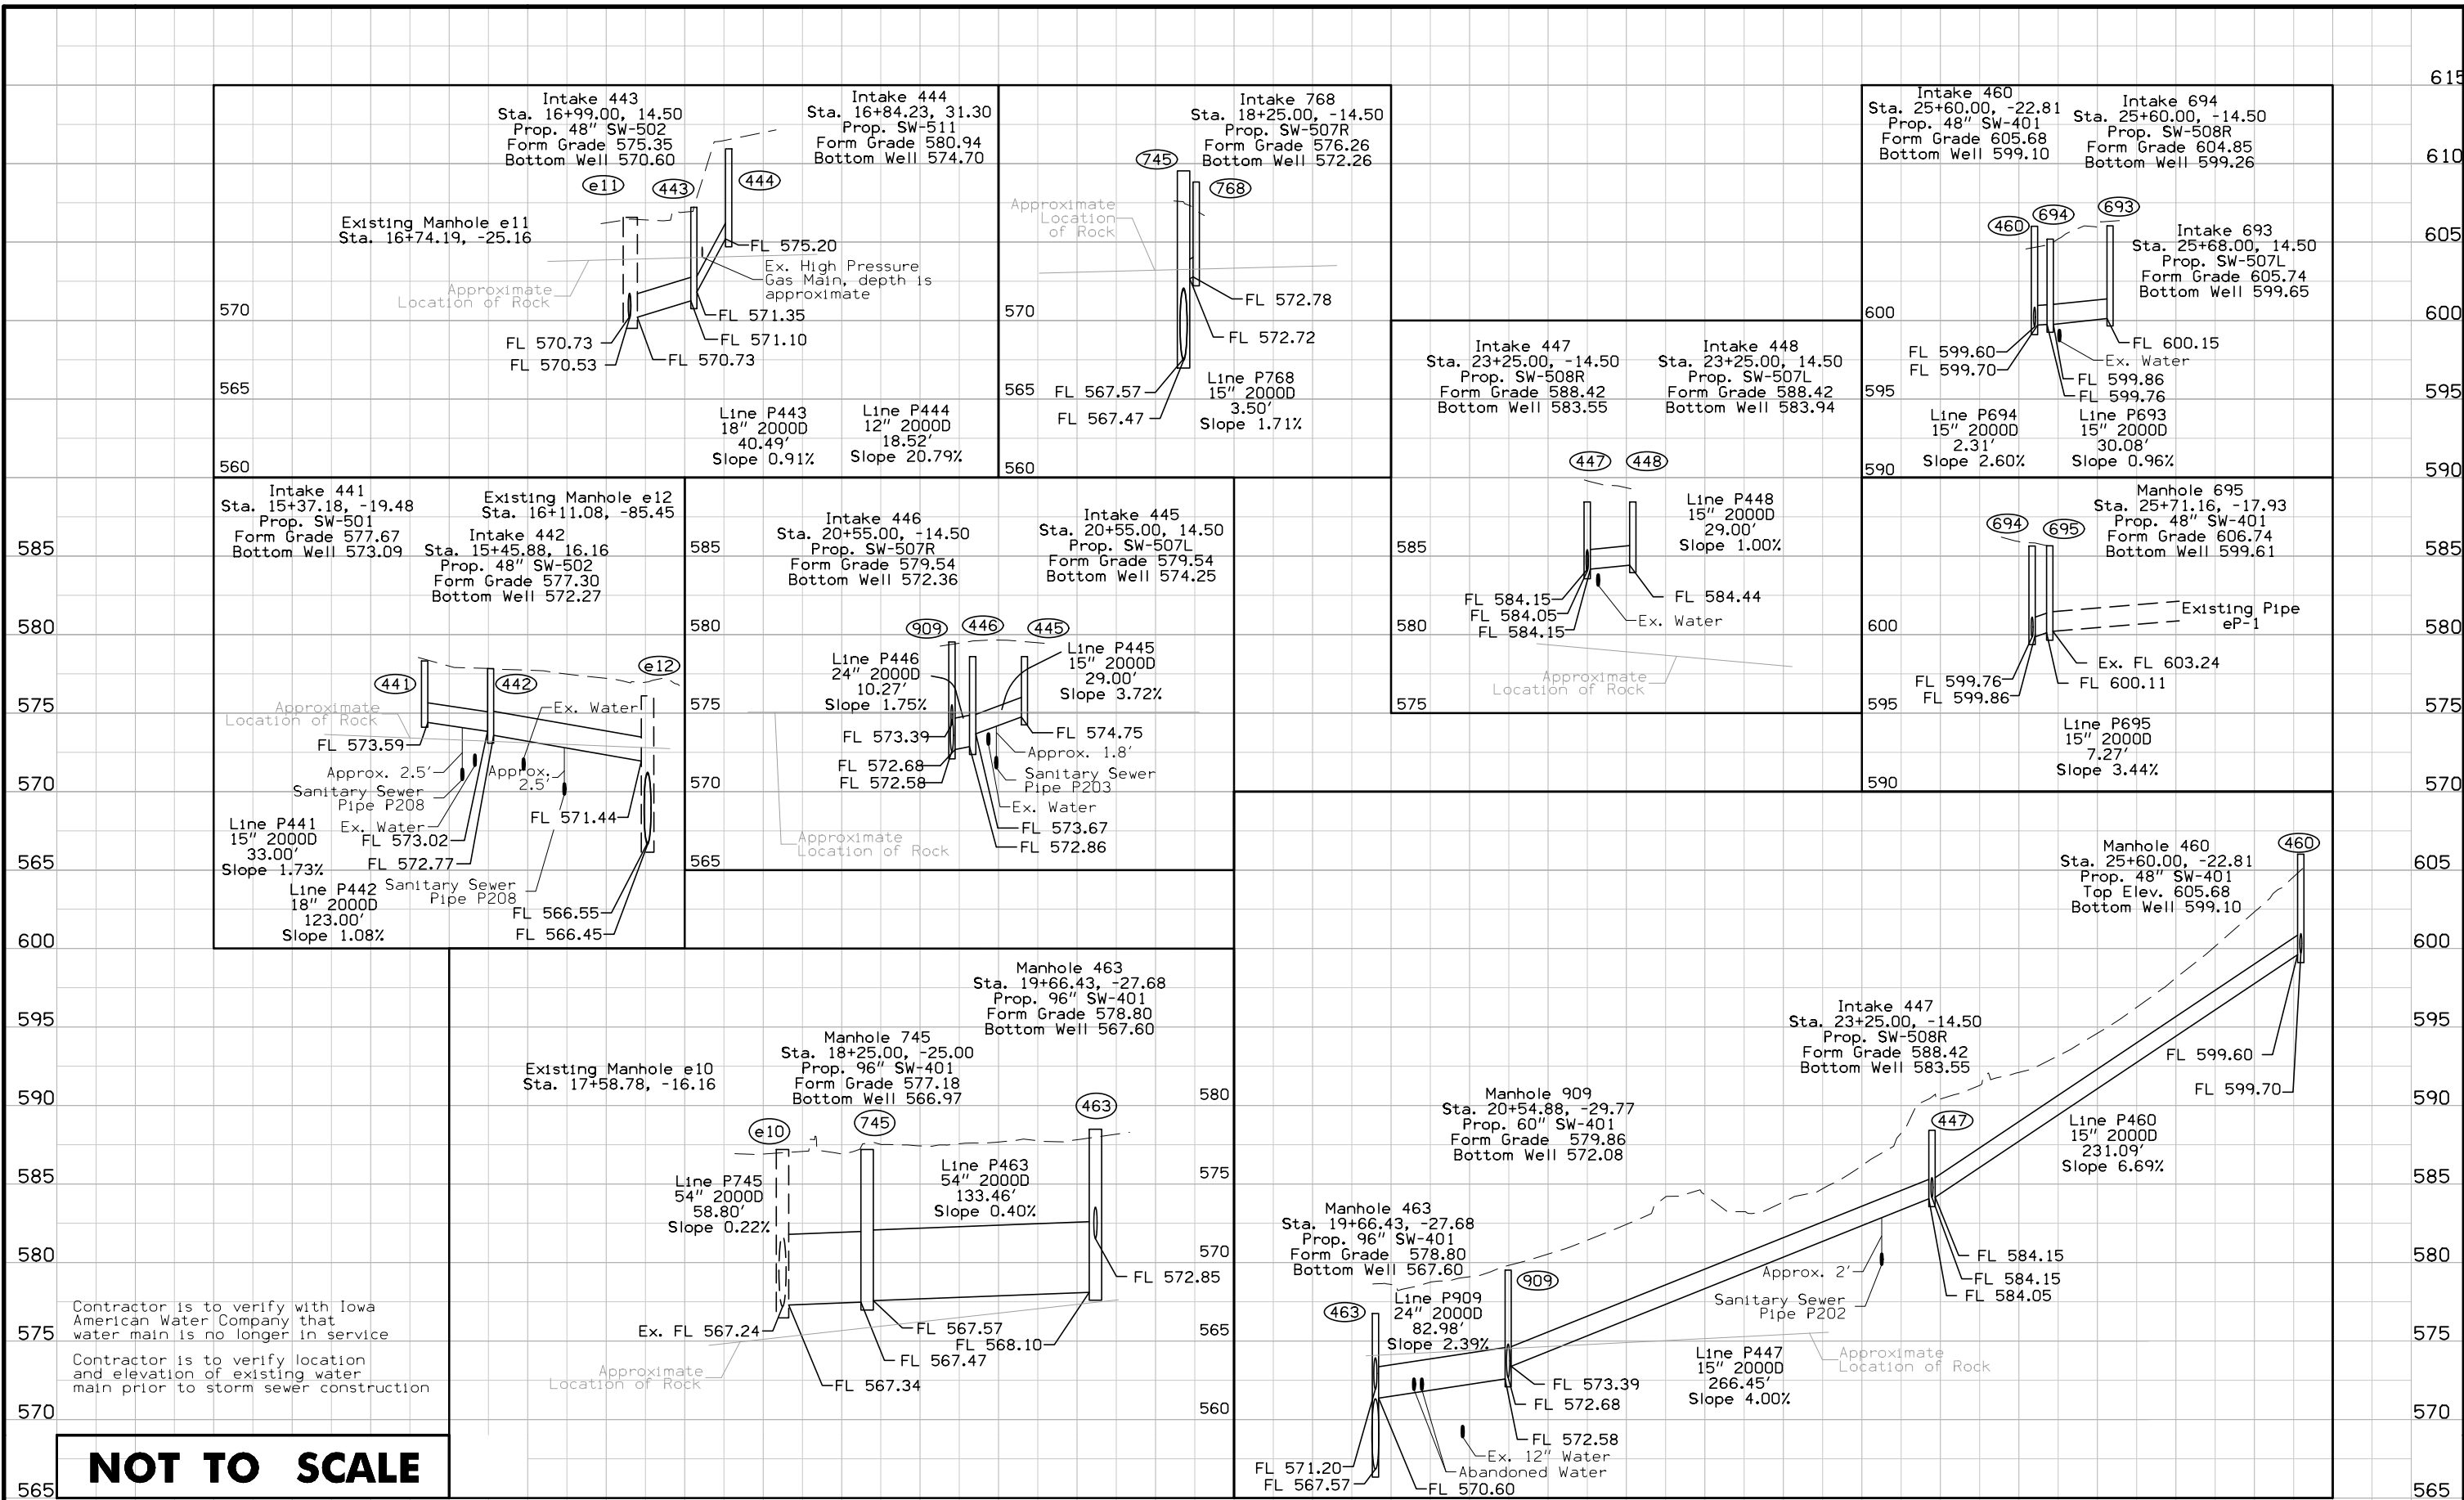 Intake 443
Sta. 16+99.00, 14.50
Prop. 48" SW-502
Form Grade 575.35
Bottom Well 570.60
Intake 444
Sta. 16+84.23, 31.30
Prop. SW-511
Form Grade 580.94
Bottom Well 574.70
e11
443
444
Existing Manhole e11
Sta. 16+74.19, -25.16
FL 575.20
Ex. High Pressure
Gas Main, depth is
approximate
Approximate
Location of Rock
FL 571.35
FL 571.10
FL 570.73
FL 570.53
FL 570.73
570
565
560
Line P443
18" 2000D
40.49'
Slope 0.91%
Line P444
12" 2000D
18.52'
Slope 20.79%
Intake 768
Sta. 18+25.00, -14.50
Prop. SW-507R
Form Grade 576.26
Bottom Well 572.26
745
768
Approximate
Location
of Rock
FL 572.78
FL 572.72
FL 567.57
FL 567.47
Line P768
15" 2000D
3.50'
Slope 1.71%
570
565
560
Intake 460
Sta. 25+60.00, -22.81
Prop. 48" SW-401
Form Grade 605.68
Bottom Well 599.10
Intake 694
Sta. 25+60.00, -14.50
Prop. SW-508R
Form Grade 604.85
Bottom Well 599.26
460
694
693
Intake 693
Sta. 25+68.00, 14.50
Prop. SW-507L
Form Grade 605.74
Bottom Well 599.65
FL 600.15
Ex. Water
FL 599.60
FL 599.70
FL 599.86
FL 599.76
Line P694
15" 2000D
2.31'
Slope 2.60%
Line P693
15" 2000D
30.08'
Slope 0.96%
600
595
590
615
610
605
600
595
590
585
580
575
570
605
600
595
590
585
580
575
570
565
Intake 447
Sta. 23+25.00, -14.50
Prop. SW-508R
Form Grade 588.42
Bottom Well 583.55
Intake 448
Sta. 23+25.00, 14.50
Prop. SW-507L
Form Grade 588.42
Bottom Well 583.94
447
448
Line P448
15" 2000D
29.00'
Slope 1.00%
FL 584.15
FL 584.05
FL 584.15
FL 584.44
Ex. Water
Approximate
Location of Rock
585
580
575
Intake 441
Sta. 15+37.18, -19.48
Prop. SW-501
Form Grade 577.67
Bottom Well 573.09
Existing Manhole e12
Sta. 16+11.08, -85.45
Intake 442
Sta. 15+45.88, 16.16
Prop. 48" SW-502
Form Grade 577.30
Bottom Well 572.27
441
442
e12
Ex. Water
Approximate
Location of Rock
FL 573.59
Approx. 2.5'
Approx.
2.5'
Sanitary Sewer
Pipe P208
FL 571.44
Ex. Water
FL 573.02
FL 572.77
Line P441
15" 2000D
33.00'
Slope 1.73%
Line P442
18" 2000D
123.00'
Slope 1.08%
Sanitary Sewer
Pipe P208
FL 566.55
FL 566.45
585
580
575
570
565
600
595
590
585
580
575
570
565
Intake 446
Sta. 20+55.00, -14.50
Prop. SW-507R
Form Grade 579.54
Bottom Well 572.36
Intake 445
Sta. 20+55.00, 14.50
Prop. SW-507L
Form Grade 579.54
Bottom Well 574.25
909
446
445
Line P446
24" 2000D
10.27'
Slope 1.75%
Line P445
15" 2000D
29.00'
Slope 3.72%
FL 573.39
FL 572.68
FL 572.58
FL 574.75
Approx. 1.8'
Sanitary Sewer
Pipe P203
Ex. Water
FL 573.67
FL 572.86
Approximate
Location of Rock
585
580
575
570
565
Manhole 695
Sta. 25+71.16, -17.93
Prop. 48" SW-401
Form Grade 606.74
Bottom Well 599.61
694
695
Existing Pipe
eP-1
Ex. FL 603.24
FL 600.11
FL 599.76
FL 599.86
Line P695
15" 2000D
7.27'
Slope 3.44%
600
595
590
Manhole 463
Sta. 19+66.43, -27.68
Prop. 96" SW-401
Form Grade 578.80
Bottom Well 567.60
Manhole 745
Sta. 18+25.00, -25.00
Prop. 96" SW-401
Form Grade 577.18
Bottom Well 566.97
Existing Manhole e10
Sta. 17+58.78, -16.16
e10
745
463
Line P745
54" 2000D
58.80'
Slope 0.22%
Line P463
54" 2000D
133.46'
Slope 0.40%
FL 572.85
Ex. FL 567.24
FL 567.57
FL 568.10
FL 567.47
FL 567.34
Approximate
Location of Rock
580
575
570
565
560
Manhole 460
Sta. 25+60.00, -22.81
Prop. 48" SW-401
Top Elev. 605.68
Bottom Well 599.10
460
Intake 447
Sta. 23+25.00, -14.50
Prop. SW-508R
Form Grade 588.42
Bottom Well 583.55
FL 599.60
FL 599.70
Manhole 909
Sta. 20+54.88, -29.77
Prop. 60" SW-401
Form Grade 579.86
Bottom Well 572.08
447
Line P460
15" 2000D
231.09'
Slope 6.69%
Manhole 463
Sta. 19+66.43, -27.68
Prop. 96" SW-401
Form Grade 578.80
Bottom Well 567.60
463
909
Line P909
24" 2000D
82.98'
Slope 2.39%
FL 584.15
FL 584.15
FL 584.05
Approx. 2'
Sanitary Sewer
Pipe P202
Line P447
15" 2000D
266.45'
Slope 4.00%
Approximate
Location of Rock
FL 573.39
FL 572.68
FL 572.58
Ex. 12" Water
Abandoned Water
FL 571.20
FL 567.57
FL 570.60
Contractor is to verify with Iowa
American Water Company that
water main is no longer in service
Contractor is to verify location
and elevation of existing water
main prior to storm sewer construction
NOT TO SCALE